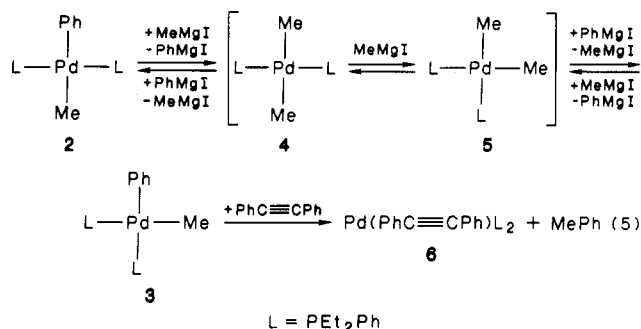 Ph
L—Pd—L
Me
2
+MeMgI
-PhMgI
+PhMgI
-MeMgI
Me
L—Pd—L
Me
4
MeMgI
Me
L—Pd—Me
L
5
+PhMgI
-MeMgI
+MeMgI
-PhMgI
Ph
L—Pd—Me
L
3
+PhC≡CPh
Pd(PhC≡CPh)L₂ + MePh (5)
6
L = PEt₂Ph